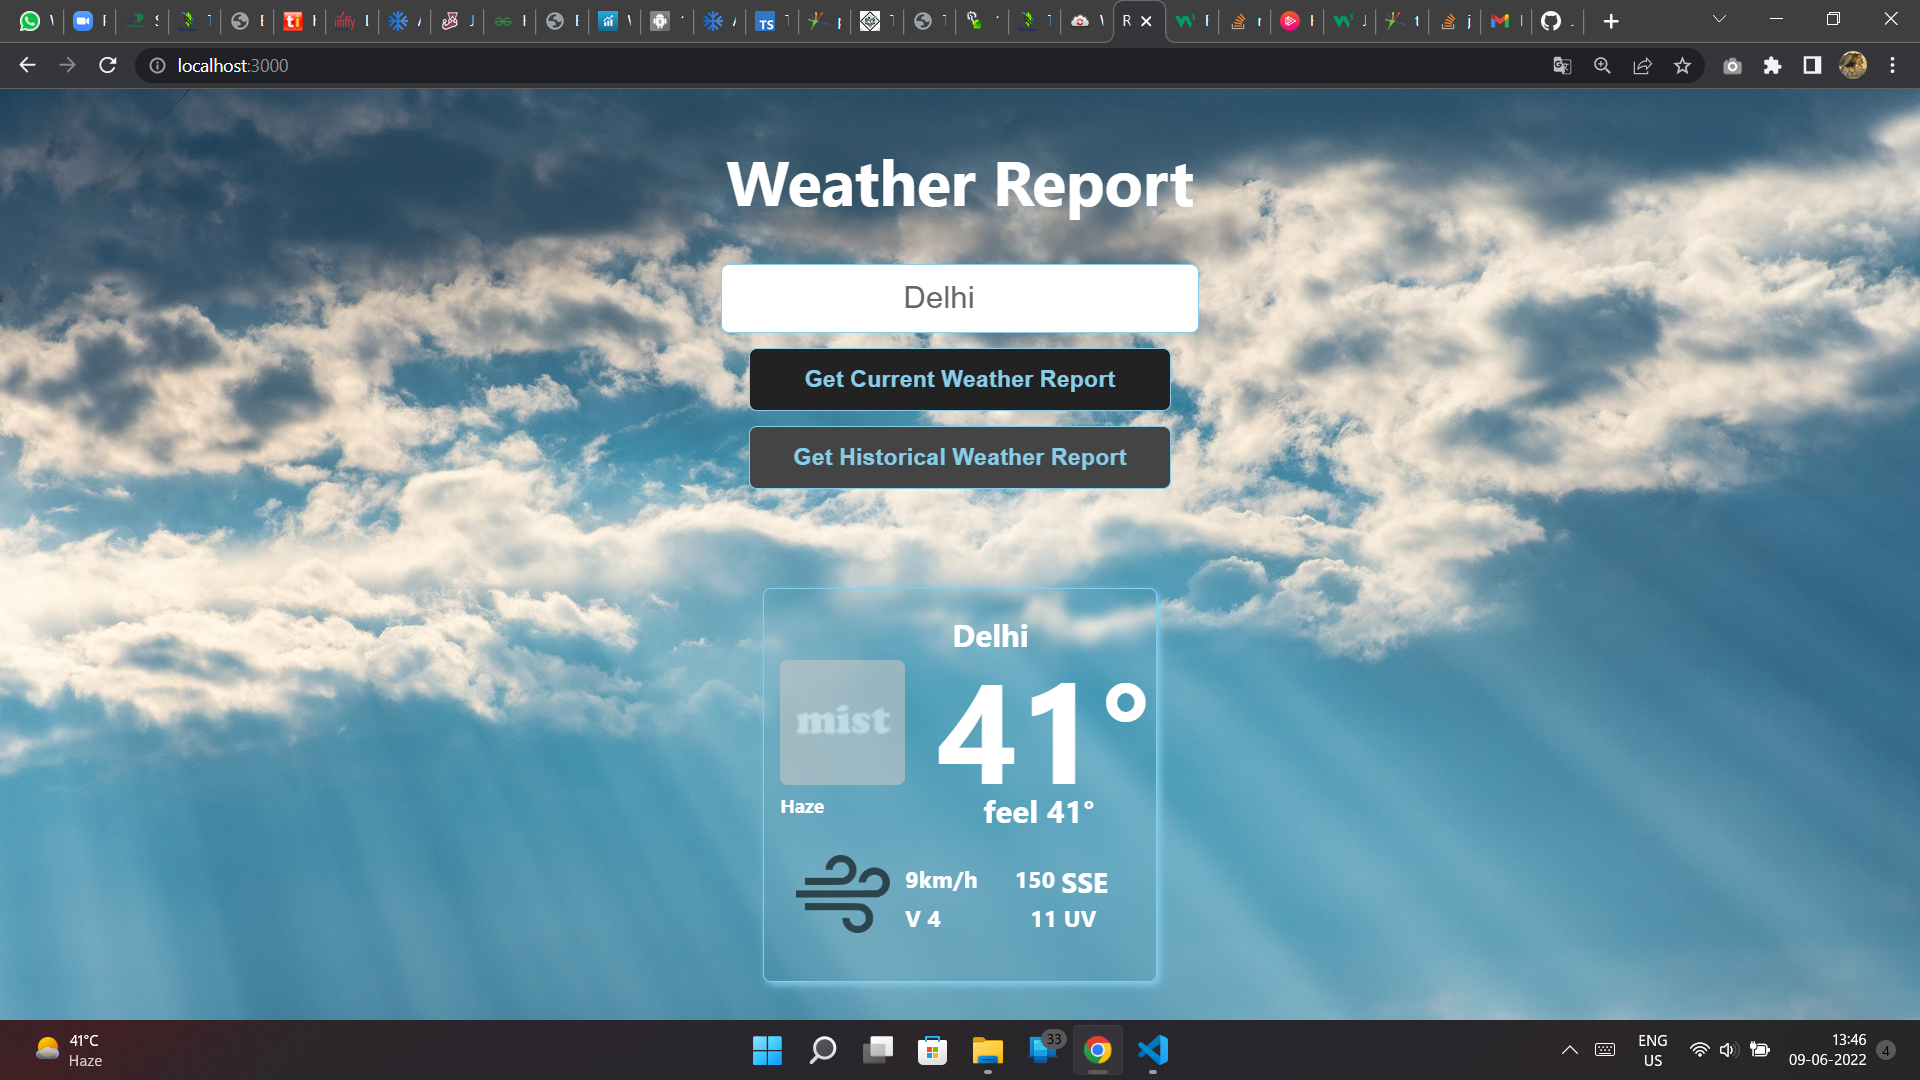 localhost:3000
Weather Report
Delhi
Get Current Weather Report
Get Historical Weather Report
Delhi
mist
41°
Haze
feel 41°
9km/h 150 SSE
V 4 11 UV
41°C
Haze
33
ENG
US
13:46
09-06-2022
4